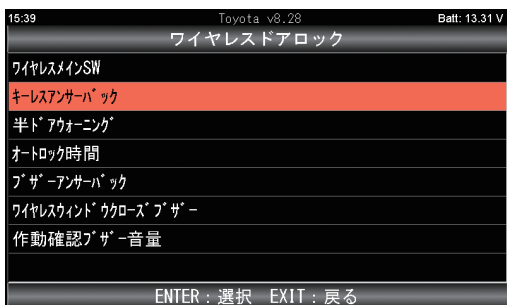 15:39 Toyota v8.28 Batt: 13.31 V
ワイヤレスドアロック
ﾜｲﾔﾚｽﾒｲﾝSW
ｷｰﾚｽｱﾝｻｰﾊﾞｯｸ
半ﾄﾞｱｳｫｰﾆﾝｸﾞ
ｵｰﾄﾛｯｸ時間
ﾌﾞｻﾞｰｱﾝｻｰﾊﾞｯｸ
ﾜｲﾔﾚｽｳｨﾝﾄﾞｳｸﾛｰｽﾞﾌﾞｻﾞｰ
作動確認ﾌﾞｻﾞｰ音量
ENTER：選択 EXIT：戻る